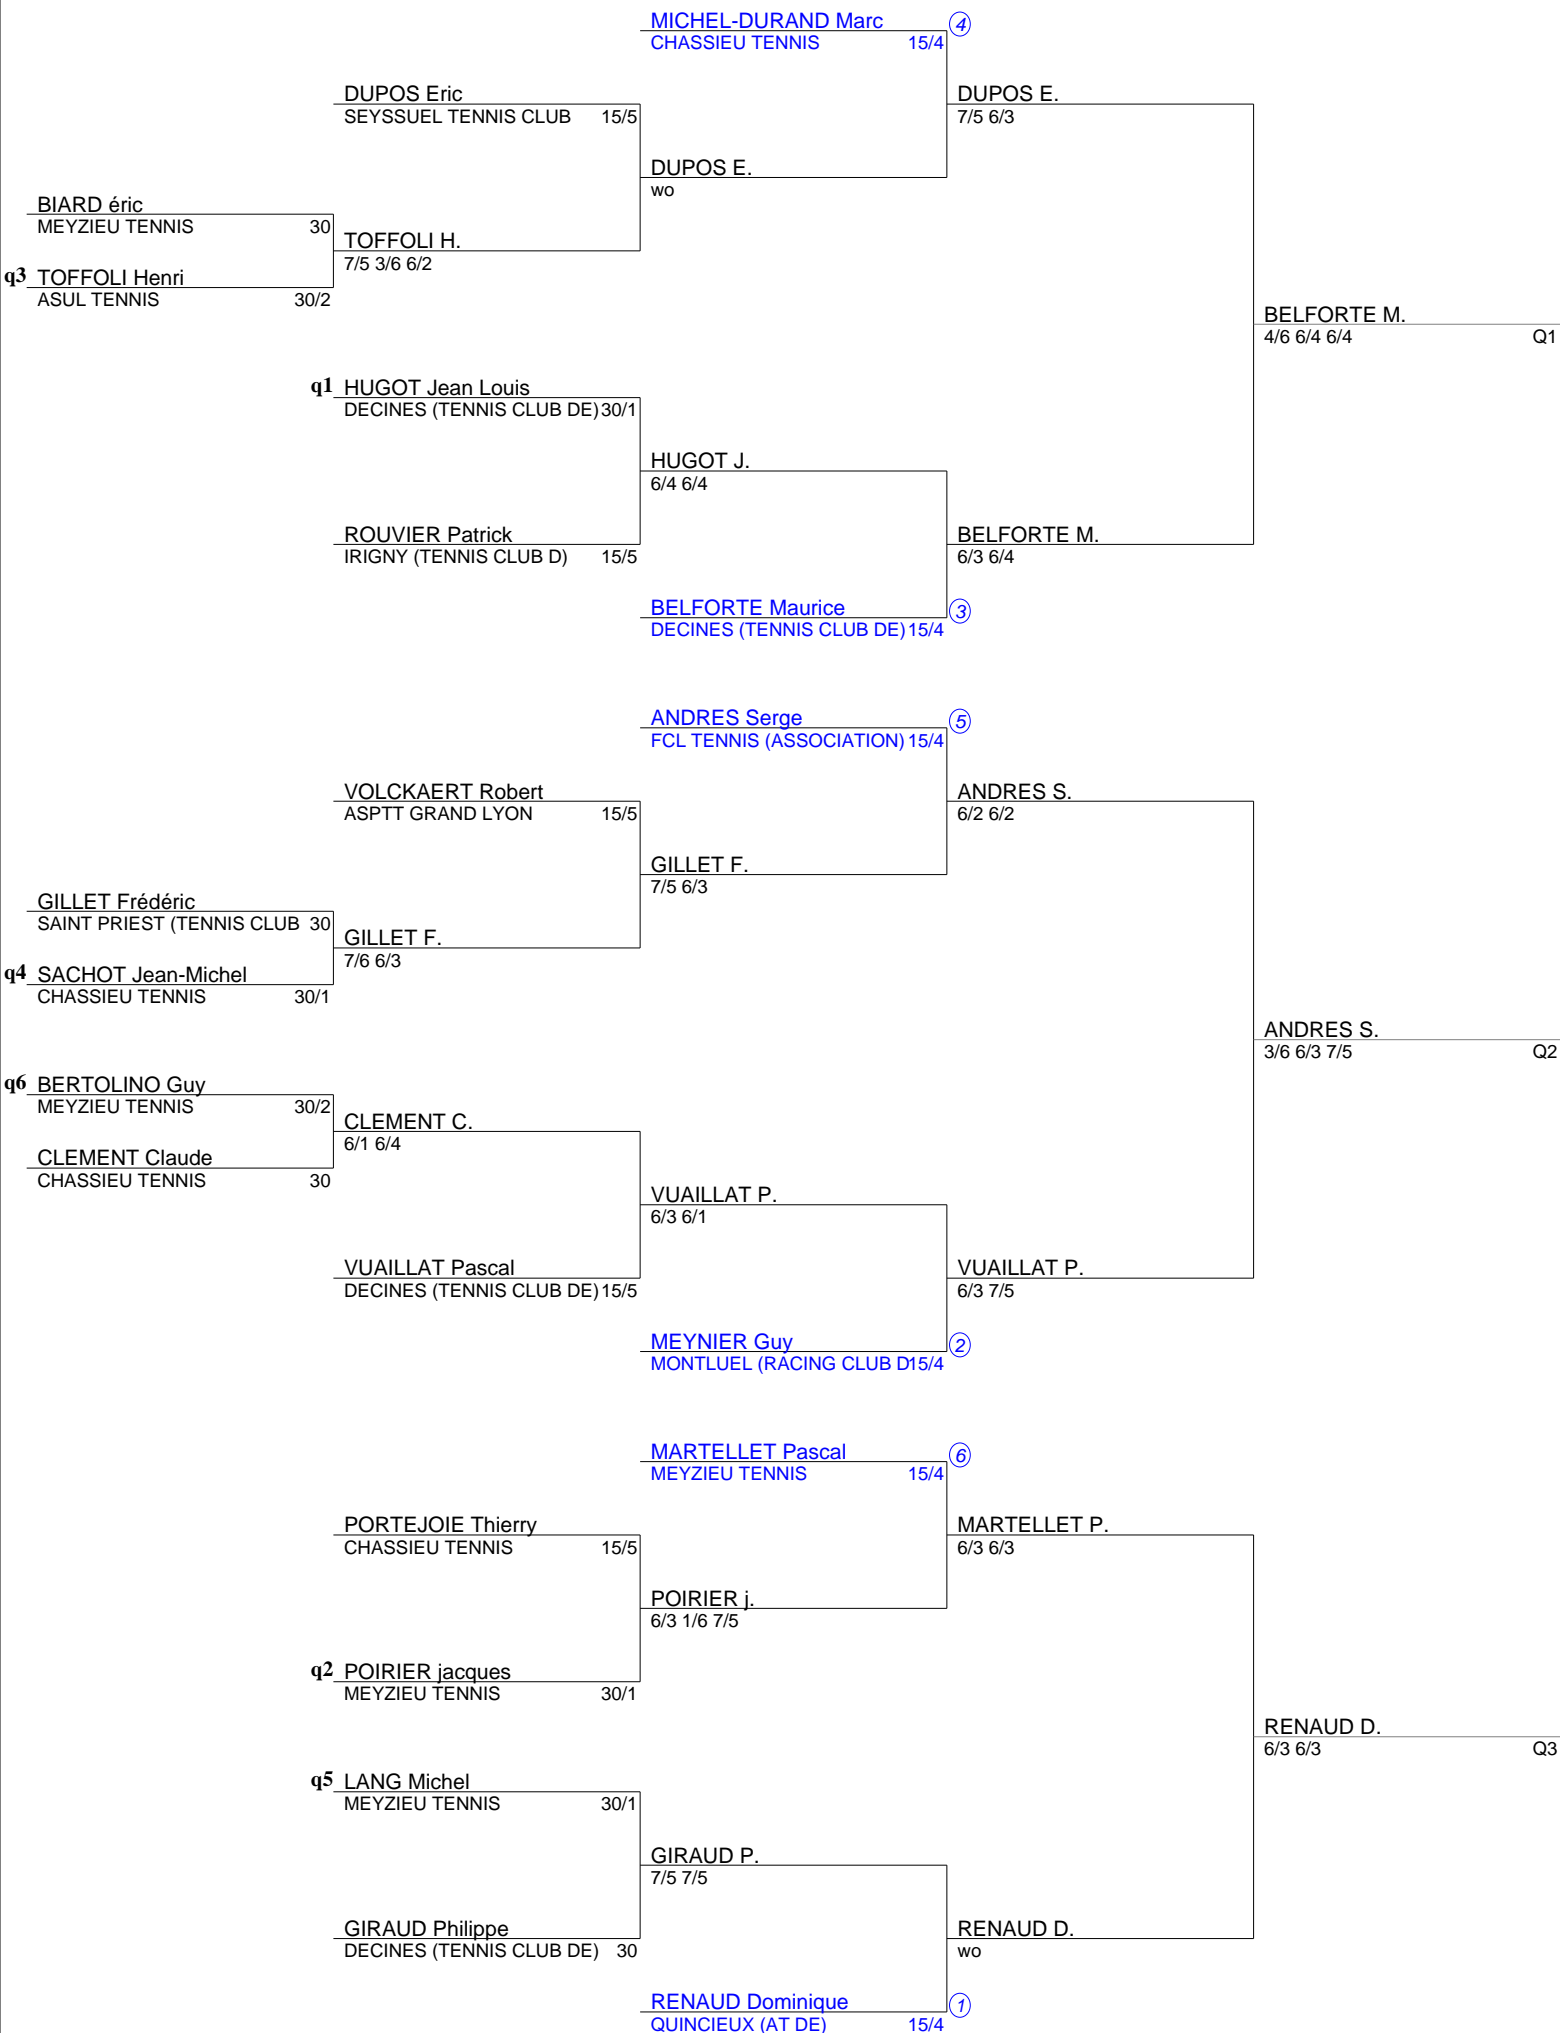 MICHEL-DURAND Marc 4
CHASSIEU TENNIS 15/4
DUPOS Eric
SEYSSUEL TENNIS CLUB 15/5
DUPOS E.
7/5 6/3
DUPOS E.
wo
BIARD éric
MEYZIEU TENNIS 30
TOFFOLI H.
7/5 3/6 6/2
q3 TOFFOLI Henri
ASUL TENNIS 30/2
BELFORTE M.
4/6 6/4 6/4 Q1
q1 HUGOT Jean Louis
DECINES (TENNIS CLUB DE) 30/1
HUGOT J.
6/4 6/4
ROUVIER Patrick
IRIGNY (TENNIS CLUB D) 15/5
BELFORTE M.
6/3 6/4
BELFORTE Maurice 3
DECINES (TENNIS CLUB DE) 15/4
ANDRES Serge 5
FCL TENNIS (ASSOCIATION) 15/4
VOLCKAERT Robert
ASPTT GRAND LYON 15/5
ANDRES S.
6/2 6/2
GILLET F.
7/5 6/3
GILLET Frédéric
SAINT PRIEST (TENNIS CLUB 30
GILLET F.
7/6 6/3
q4 SACHOT Jean-Michel
CHASSIEU TENNIS 30/1
ANDRES S.
3/6 6/3 7/5 Q2
q6 BERTOLINO Guy
MEYZIEU TENNIS 30/2
CLEMENT C.
6/1 6/4
CLEMENT Claude
CHASSIEU TENNIS 30
VUAILLAT P.
6/3 6/1
VUAILLAT Pascal
DECINES (TENNIS CLUB DE) 15/5
VUAILLAT P.
6/3 7/5
MEYNIER Guy 2
MONTLUEL (RACING CLUB D 15/4
MARTELLET Pascal 6
MEYZIEU TENNIS 15/4
PORTEJOIE Thierry
CHASSIEU TENNIS 15/5
MARTELLET P.
6/3 6/3
POIRIER j.
6/3 1/6 7/5
q2 POIRIER jacques
MEYZIEU TENNIS 30/1
RENAUD D.
6/3 6/3 Q3
q5 LANG Michel
MEYZIEU TENNIS 30/1
GIRAUD P.
7/5 7/5
GIRAUD Philippe
DECINES (TENNIS CLUB DE) 30
RENAUD D.
wo
RENAUD Dominique 1
QUINCIEUX (AT DE) 15/4